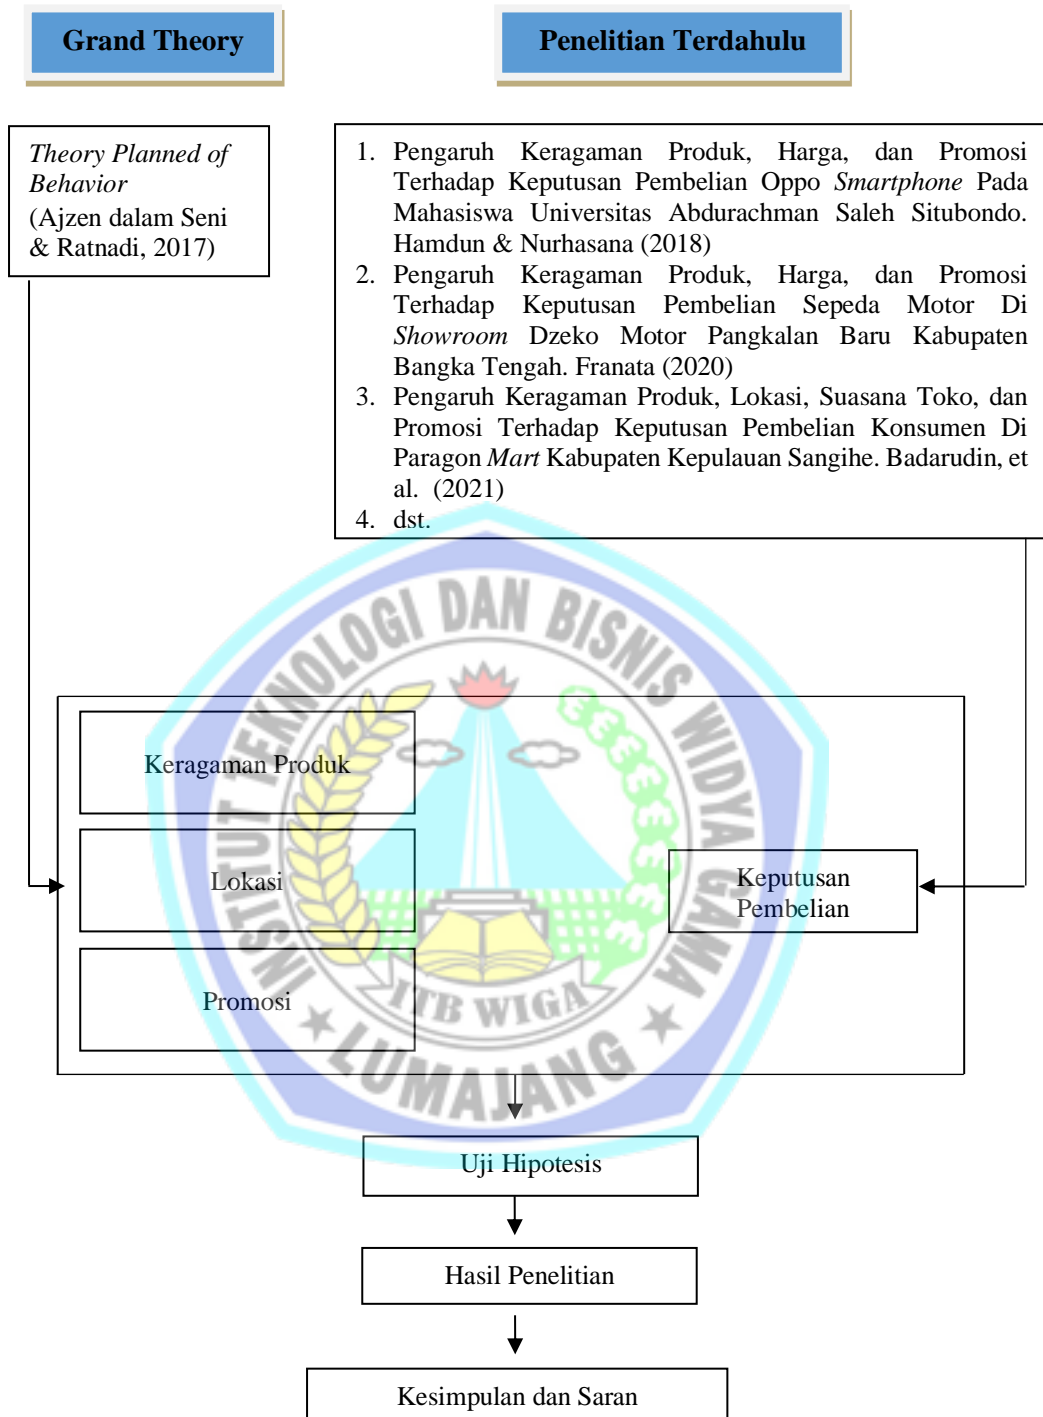 Grand Theory
Penelitian Terdahulu
Theory Planned of
Behavior
(Ajzen dalam Seni
& Ratnadi, 2017)
1. Pengaruh Keragaman Produk, Harga, dan Promosi
Terhadap Keputusan Pembelian Oppo Smartphone Pada
Mahasiswa Universitas Abdurachman Saleh Situbondo.
Hamdun & Nurhasana (2018)
2. Pengaruh Keragaman Produk, Harga, dan Promosi
Terhadap Keputusan Pembelian Sepeda Motor Di
Showroom Dzeko Motor Pangkalan Baru Kabupaten
Bangka Tengah. Franata (2020)
3. Pengaruh Keragaman Produk, Lokasi, Suasana Toko, dan
Promosi Terhadap Keputusan Pembelian Konsumen Di
Paragon Mart Kabupaten Kepulauan Sangihe. Badarudin, et
al. (2021)
4. dst.
INSTITUT TEKNOLOGI DAN BISNIS WIDYA GAMA
Keragaman Produk
Lokasi
Keputusan
Pembelian
Promosi
ITB WIGA
LUMAJANG
Uji Hipotesis
Hasil Penelitian
Kesimpulan dan Saran